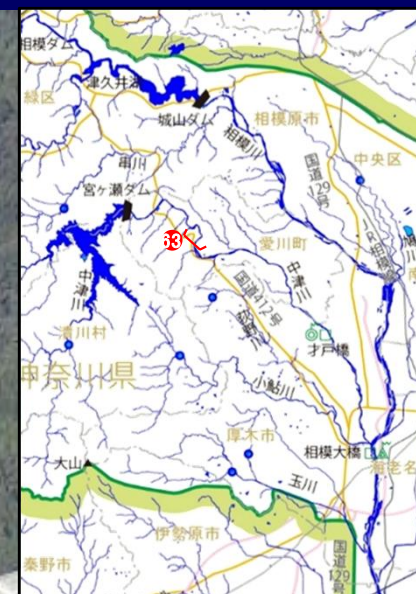 相模ダム
津久井湖
緑区
城山ダム
相模原市
相模川
中央区
国道129号
串川
宮ヶ瀬ダム
JR相模線
63
愛川町
中津川
中津川
国道412号
荻野川
清川村
才戸橋
神奈川県
小鮎川
厚木市
相模大橋
海老名
大山
玉川
伊勢原市
秦野市
国道129号